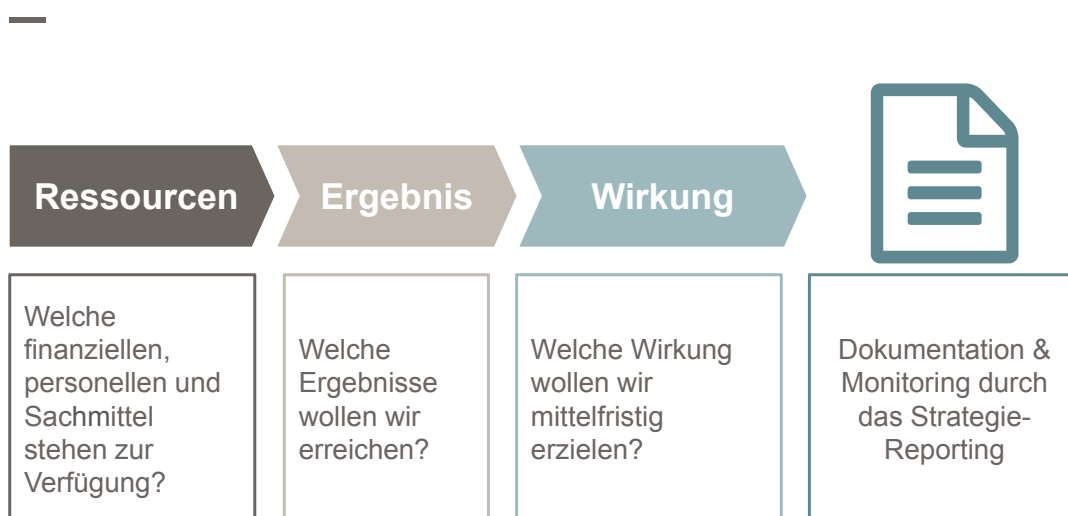 Ressourcen
Ergebnis
Wirkung
Welche
finanziellen,
personellen und
Sachmittel
stehen zur
Verfügung?
Welche
Ergebnisse
wollen wir
erreichen?
Welche Wirkung
wollen wir
mittelfristig
erzielen?
Dokumentation &
Monitoring durch
das Strategie-
Reporting